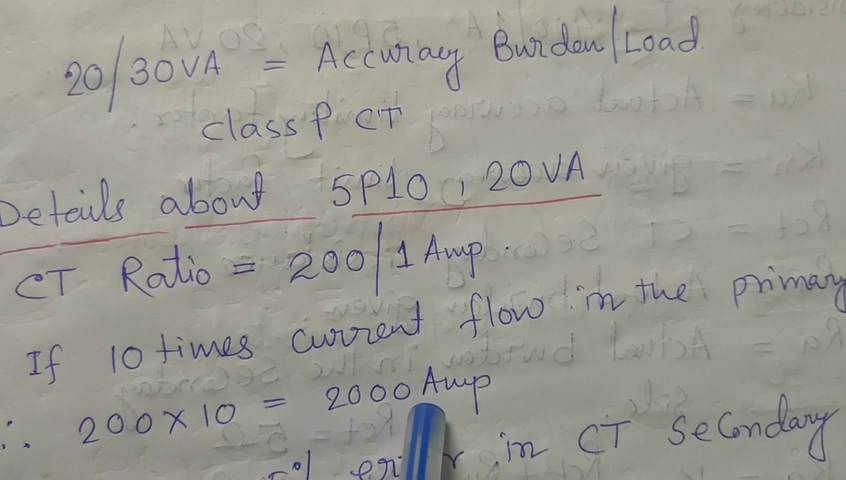 20/30VA = Accuracy Burden/Load
class P CT
Details about 5P10, 20VA
CT Ratio = 200/1 Amp.
If 10 times current flow in the primary
∴ 200×10 = 2000 Amp
in CT Secondary